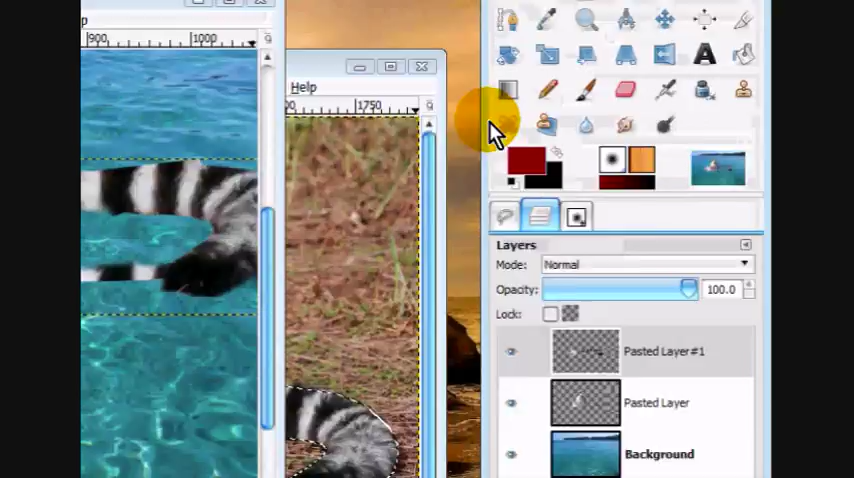 p
900
1000
Help
1750
Layers
Mode: Normal
Opacity: 100.0
Lock:
Pasted Layer#1
Pasted Layer
Background